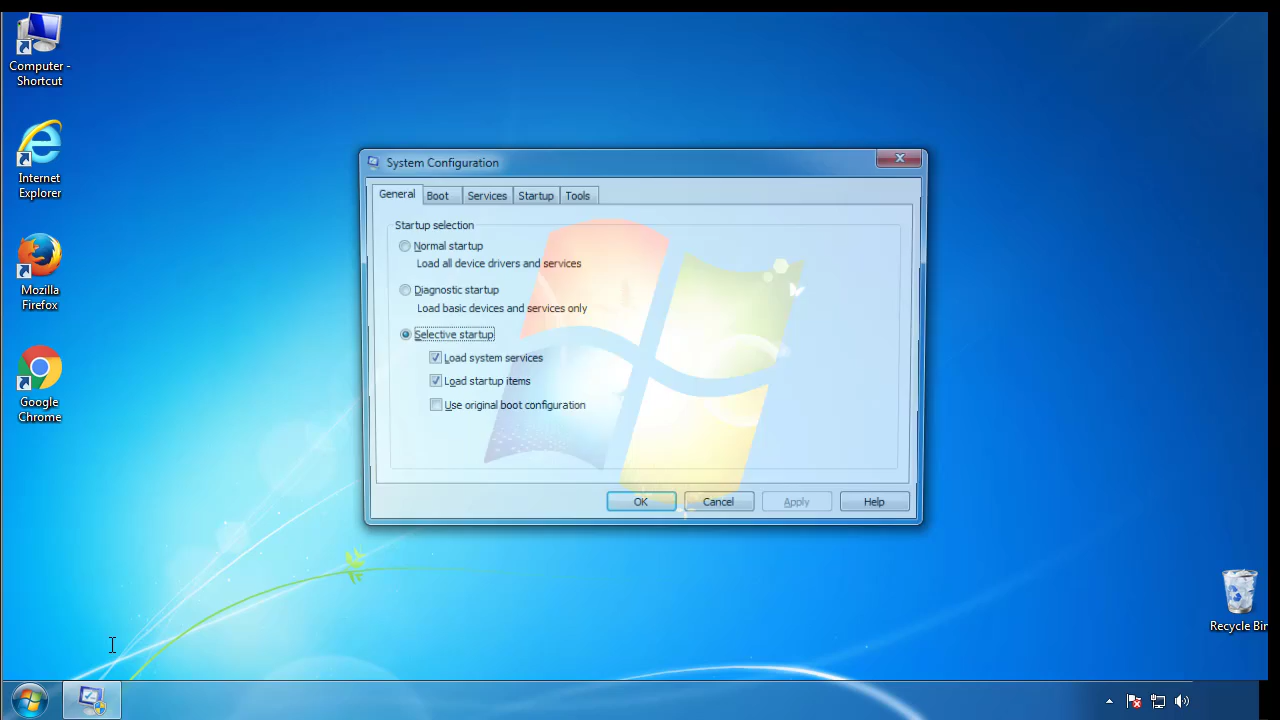 Computer -
Shortcut
Internet
Explorer
Mozilla
Firefox
Google
Chrome
System Configuration
General Boot Services Startup Tools
Startup selection
Normal startup
Load all device drivers and services
Diagnostic startup
Load basic devices and services only
Selective startup
Load system services
Load startup items
Use original boot configuration
OK Cancel Apply Help
Recycle Bin